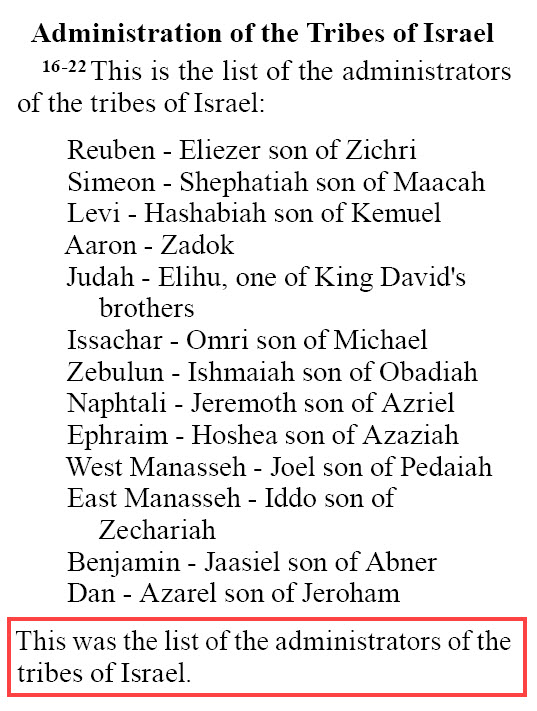 Administration of the Tribes of Israel
16-22 This is the list of the administrators
of the tribes of Israel:
Reuben - Eliezer son of Zichri
Simeon - Shephatiah son of Maacah
Levi - Hashabiah son of Kemuel
Aaron - Zadok
Judah - Elihu, one of King David's
brothers
Issachar - Omri son of Michael
Zebulun - Ishmaiah son of Obadiah
Naphtali - Jeremoth son of Azriel
Ephraim - Hoshea son of Azaziah
West Manasseh - Joel son of Pedaiah
East Manasseh - Iddo son of
Zechariah
Benjamin - Jaasiel son of Abner
Dan - Azarel son of Jeroham
This was the list of the administrators of the
tribes of Israel.